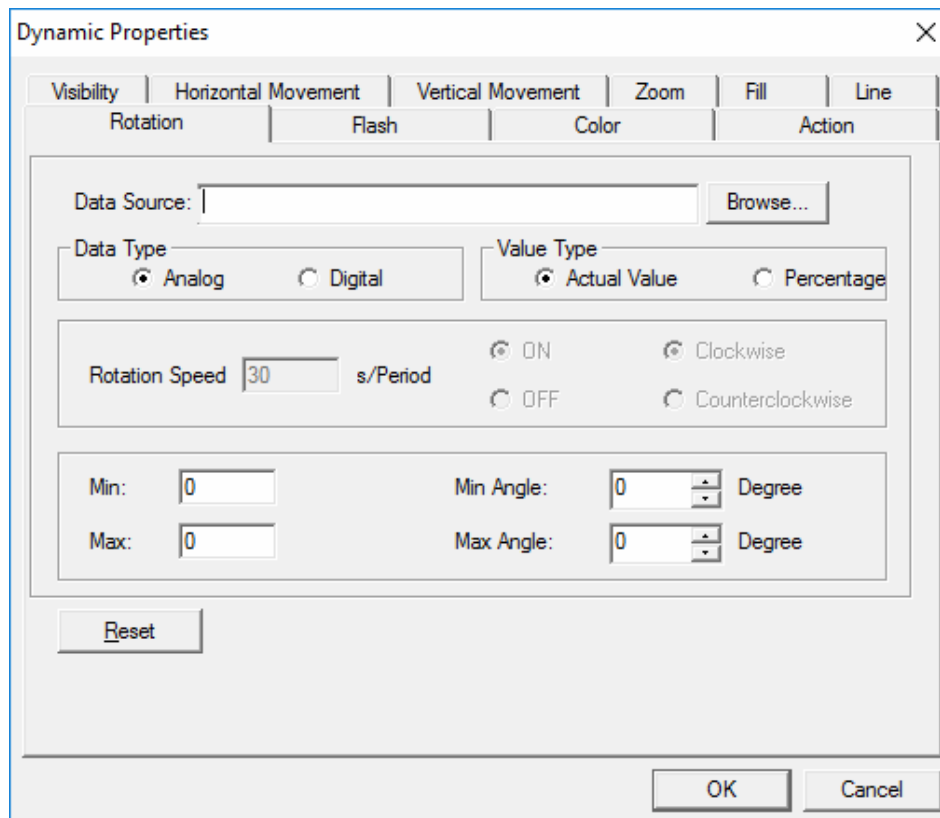 Dynamic Properties
Visibility Horizontal Movement Vertical Movement Zoom Fill Line
Rotation Flash Color Action
Data Source: Browse...
Data Type Value Type
Analog Digital Actual Value Percentage
ON Clockwise
Rotation Speed 30 s/Period
OFF Counterclockwise
Min: 0 Min Angle: 0 Degree
Max: 0 Max Angle: 0 Degree
Reset
OK Cancel